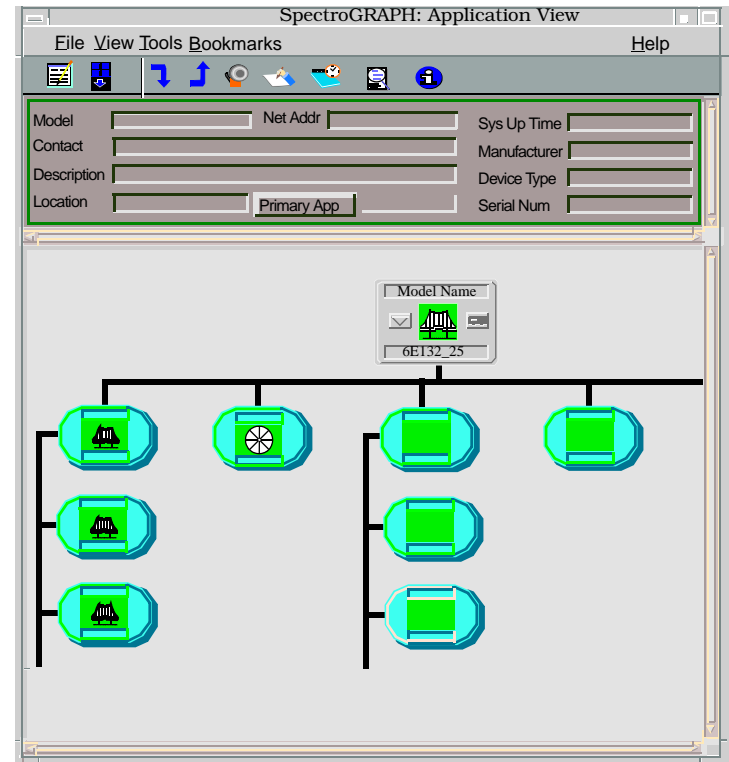 SpectroGRAPH: Application View
File View Tools Bookmarks Help
Model Net Addr Sys Up Time
Contact Manufacturer
Description Device Type
Location Primary App Serial Num
Model Name
6E132_25